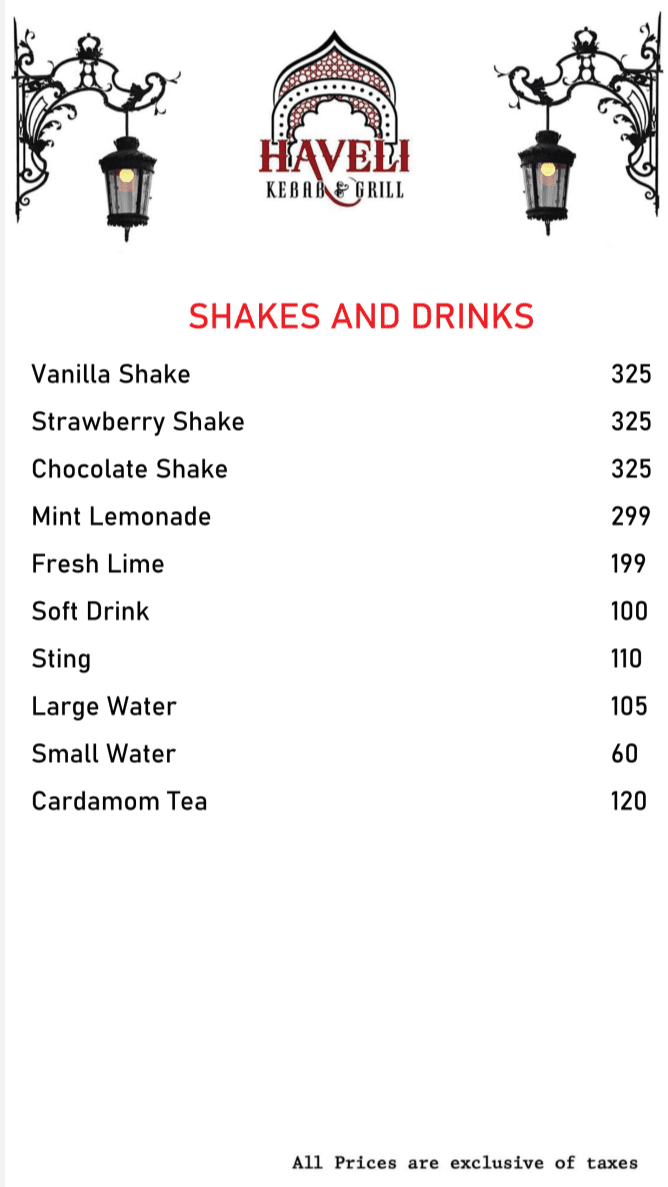 HAVELI
KEBAB & GRILL
SHAKES AND DRINKS
Vanilla Shake 325
Strawberry Shake 325
Chocolate Shake 325
Mint Lemonade 299
Fresh Lime 199
Soft Drink 100
Sting 110
Large Water 105
Small Water 60
Cardamom Tea 120
All Prices are exclusive of taxes